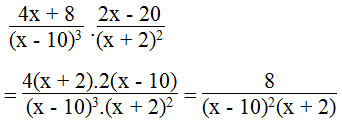 (4x + 8)/(x - 10)³ . (2x - 20)/(x + 2)²
= (4(x + 2).2(x - 10))/((x - 10)³.(x + 2)²) = 8/((x - 10)²(x + 2))